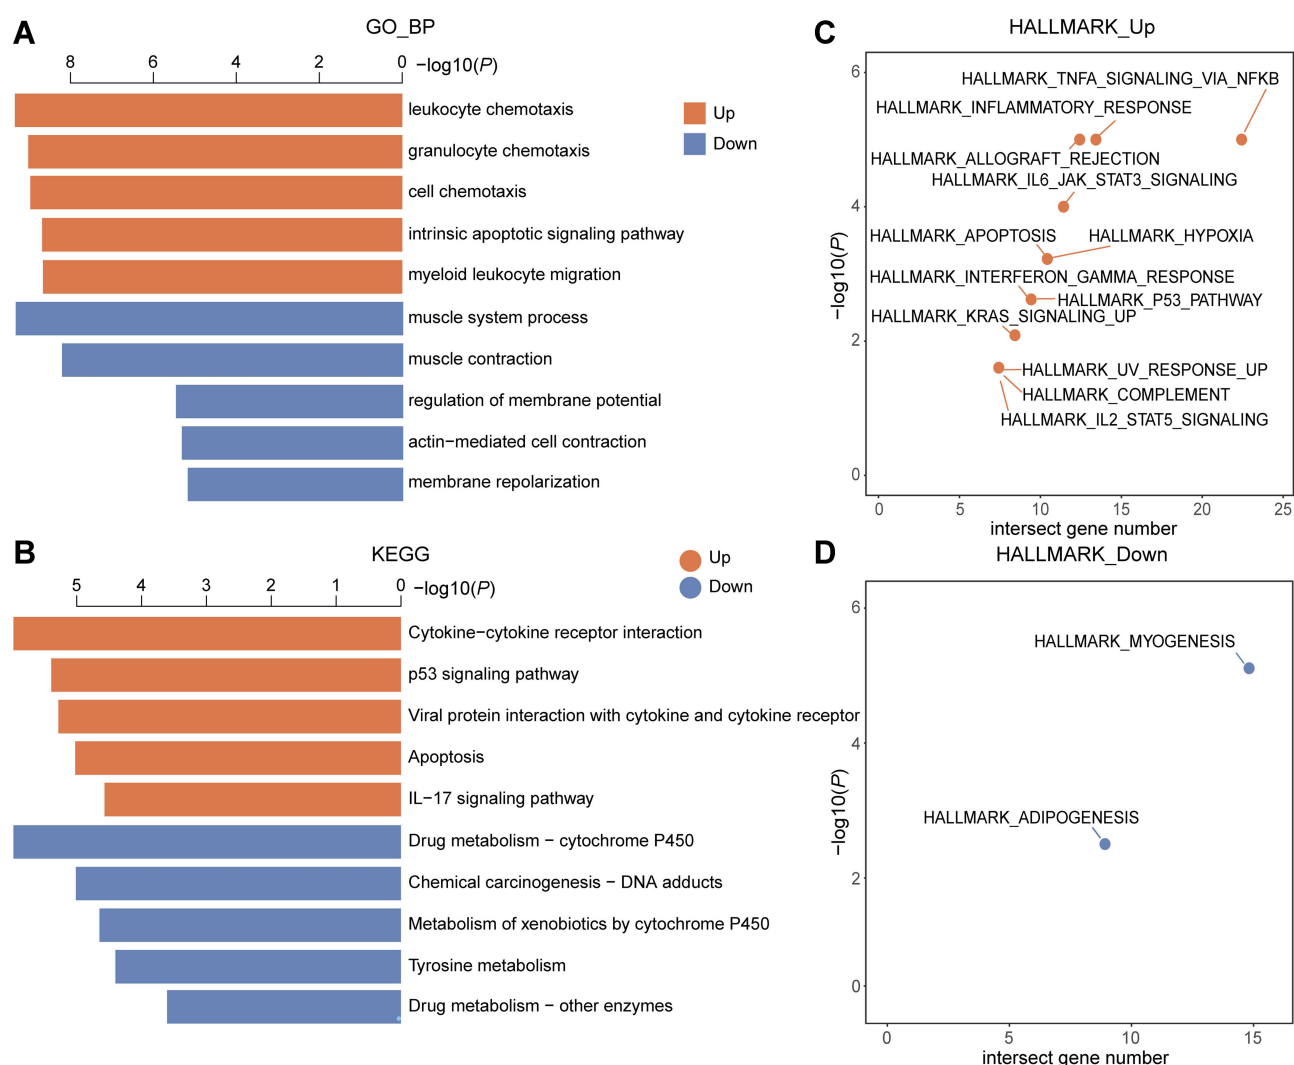 A
GO_BP
8 6 4 2 0 −log10(P)
leukocyte chemotaxis
granulocyte chemotaxis
cell chemotaxis
intrinsic apoptotic signaling pathway
myeloid leukocyte migration
muscle system process
muscle contraction
regulation of membrane potential
actin−mediated cell contraction
membrane repolarization
Up
Down
B
KEGG
5 4 3 2 1 0 −log10(P)
Up
Down
Cytokine−cytokine receptor interaction
p53 signaling pathway
Viral protein interaction with cytokine and cytokine receptor
Apoptosis
IL−17 signaling pathway
Drug metabolism − cytochrome P450
Chemical carcinogenesis − DNA adducts
Metabolism of xenobiotics by cytochrome P450
Tyrosine metabolism
Drug metabolism − other enzymes
C
HALLMARK_Up
6
4
2
0
−log10(P)
HALLMARK_TNFA_SIGNALING_VIA_NFKB
HALLMARK_INFLAMMATORY_RESPONSE
HALLMARK_ALLOGRAFT_REJECTION
HALLMARK_IL6_JAK_STAT3_SIGNALING
HALLMARK_APOPTOSIS
HALLMARK_HYPOXIA
HALLMARK_INTERFERON_GAMMA_RESPONSE
HALLMARK_P53_PATHWAY
HALLMARK_KRAS_SIGNALING_UP
HALLMARK_UV_RESPONSE_UP
HALLMARK_COMPLEMENT
HALLMARK_IL2_STAT5_SIGNALING
0 5 10 15 20 25
intersect gene number
D
HALLMARK_Down
6
4
2
0
−log10(P)
HALLMARK_MYOGENESIS
HALLMARK_ADIPOGENESIS
0 5 10 15
intersect gene number